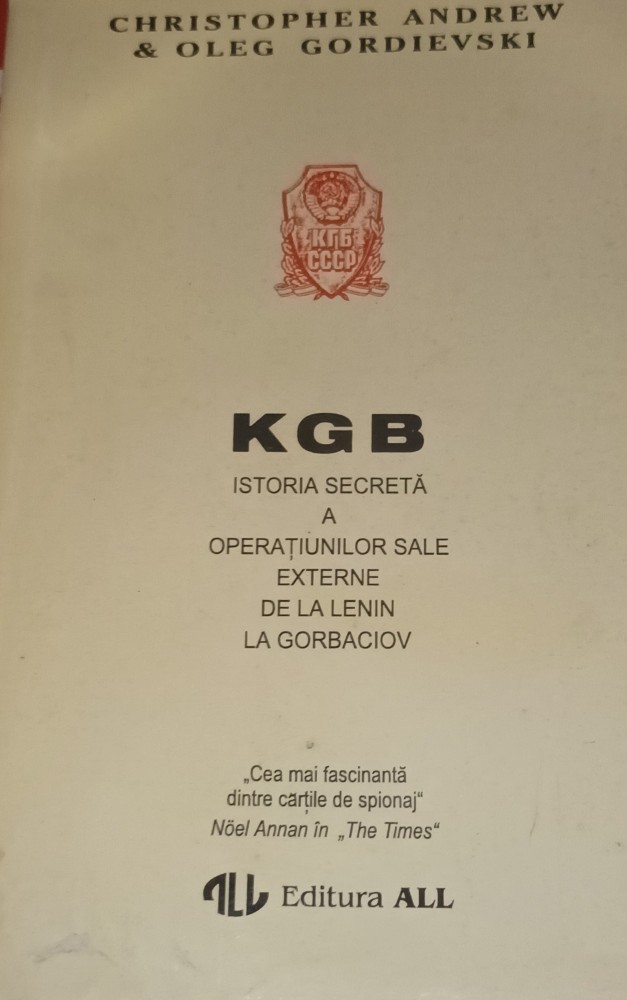 CHRISTOPHER ANDREW
& OLEG GORDIEVSKI
КГБ
СССР
KGB
ISTORIA SECRETĂ
A
OPERAȚIUNILOR SALE
EXTERNE
DE LA LENIN
LA GORBACIOV
„Cea mai fascinantă
dintre cărțile de spionaj“
Nöel Annan în „The Times“
ALL Editura ALL